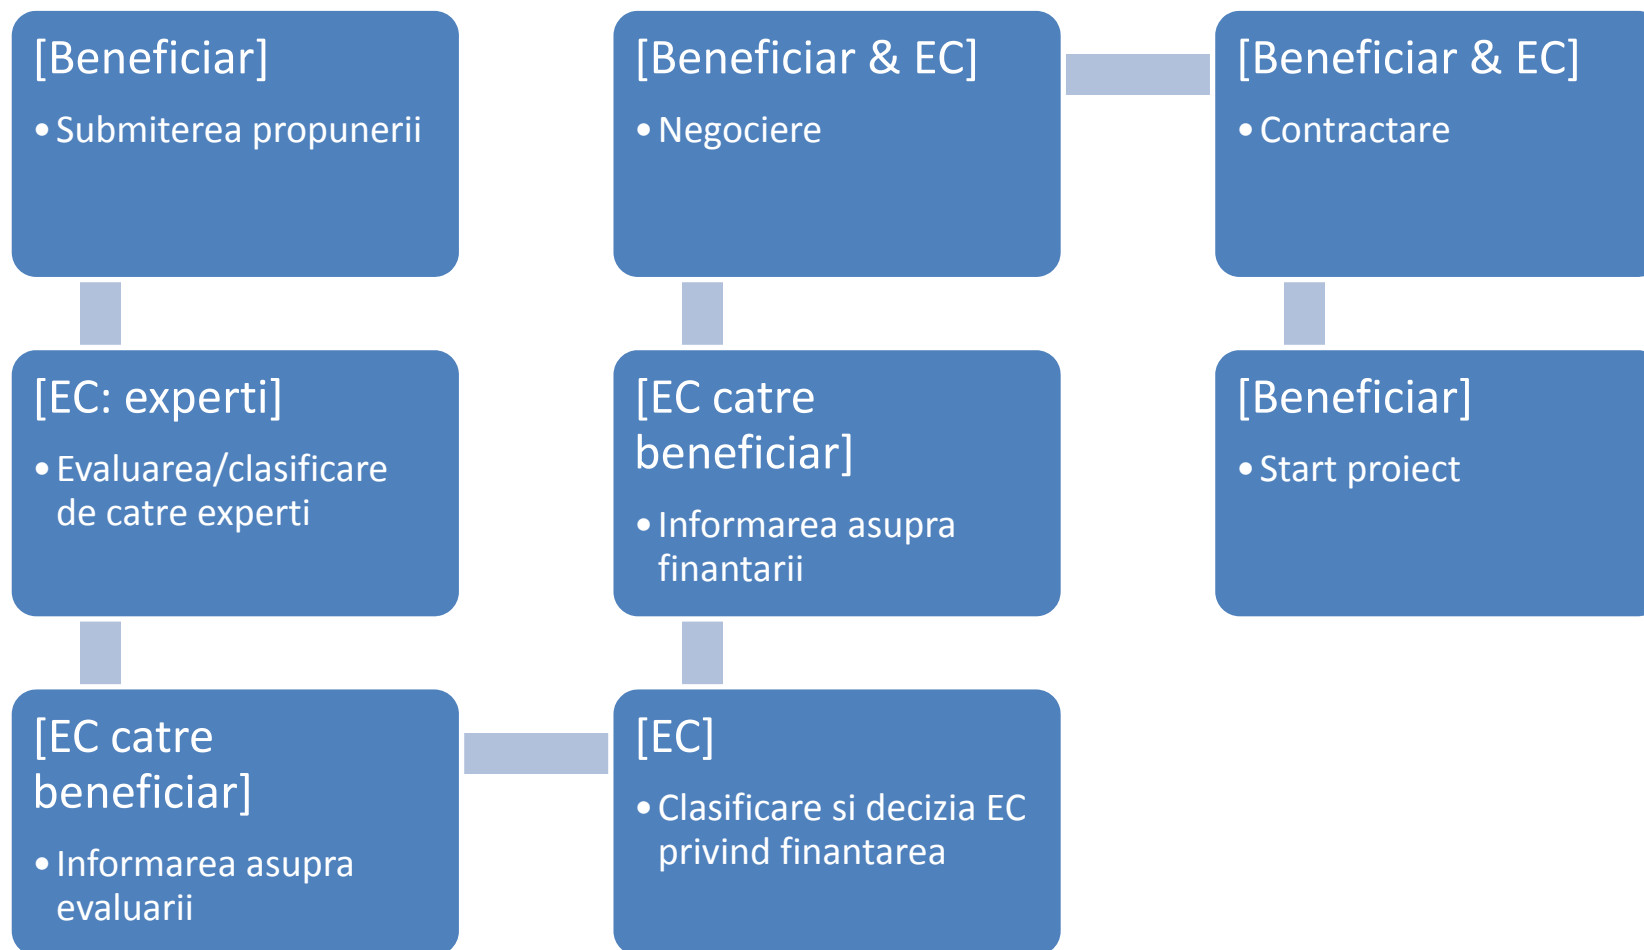 [Beneficiar]
• Submiterea propunerii
[EC: experti]
• Evaluarea/clasificare
de catre experti
[EC catre
beneficiar]
• Informarea asupra
evaluarii
[EC]
• Clasificare si decizia EC
privind finantarea
[EC catre
beneficiar]
• Informarea asupra
finantarii
[Beneficiar & EC]
• Negociere
[Beneficiar & EC]
• Contractare
[Beneficiar]
• Start proiect